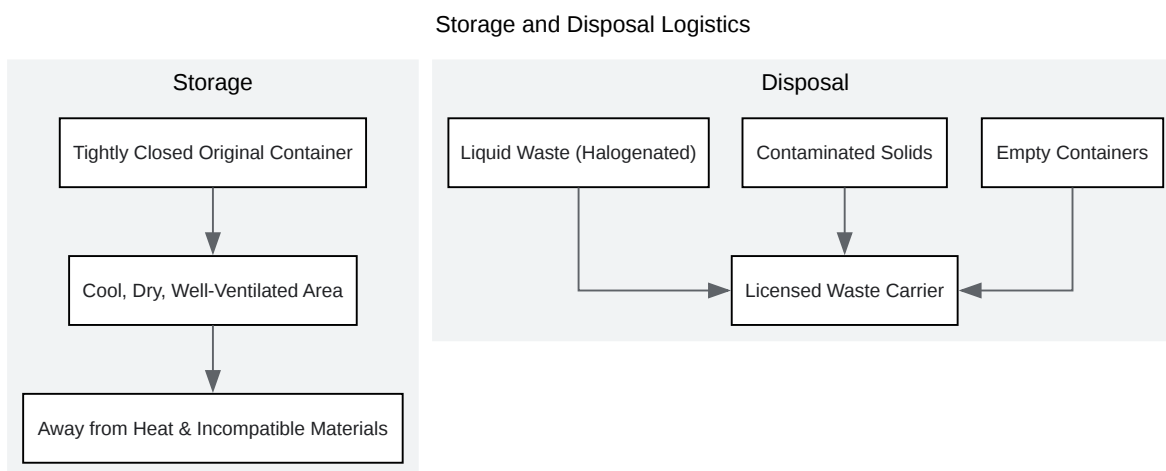 Storage and Disposal Logistics
Storage
Tightly Closed Original Container
Cool, Dry, Well-Ventilated Area
Away from Heat & Incompatible Materials
Disposal
Liquid Waste (Halogenated)
Contaminated Solids
Empty Containers
Licensed Waste Carrier